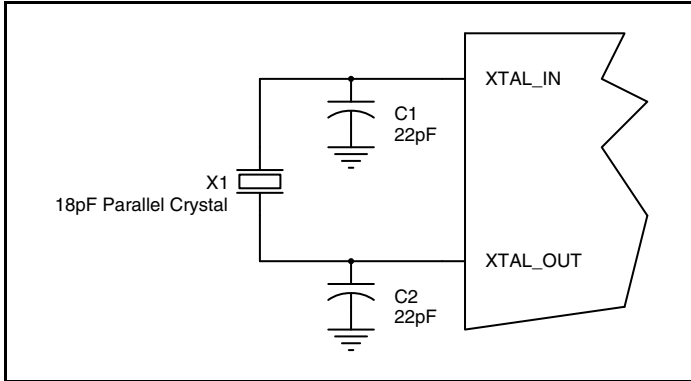 XTAL_IN
C1
22pF
X1
18pF Parallel Crystal
XTAL_OUT
C2
22pF